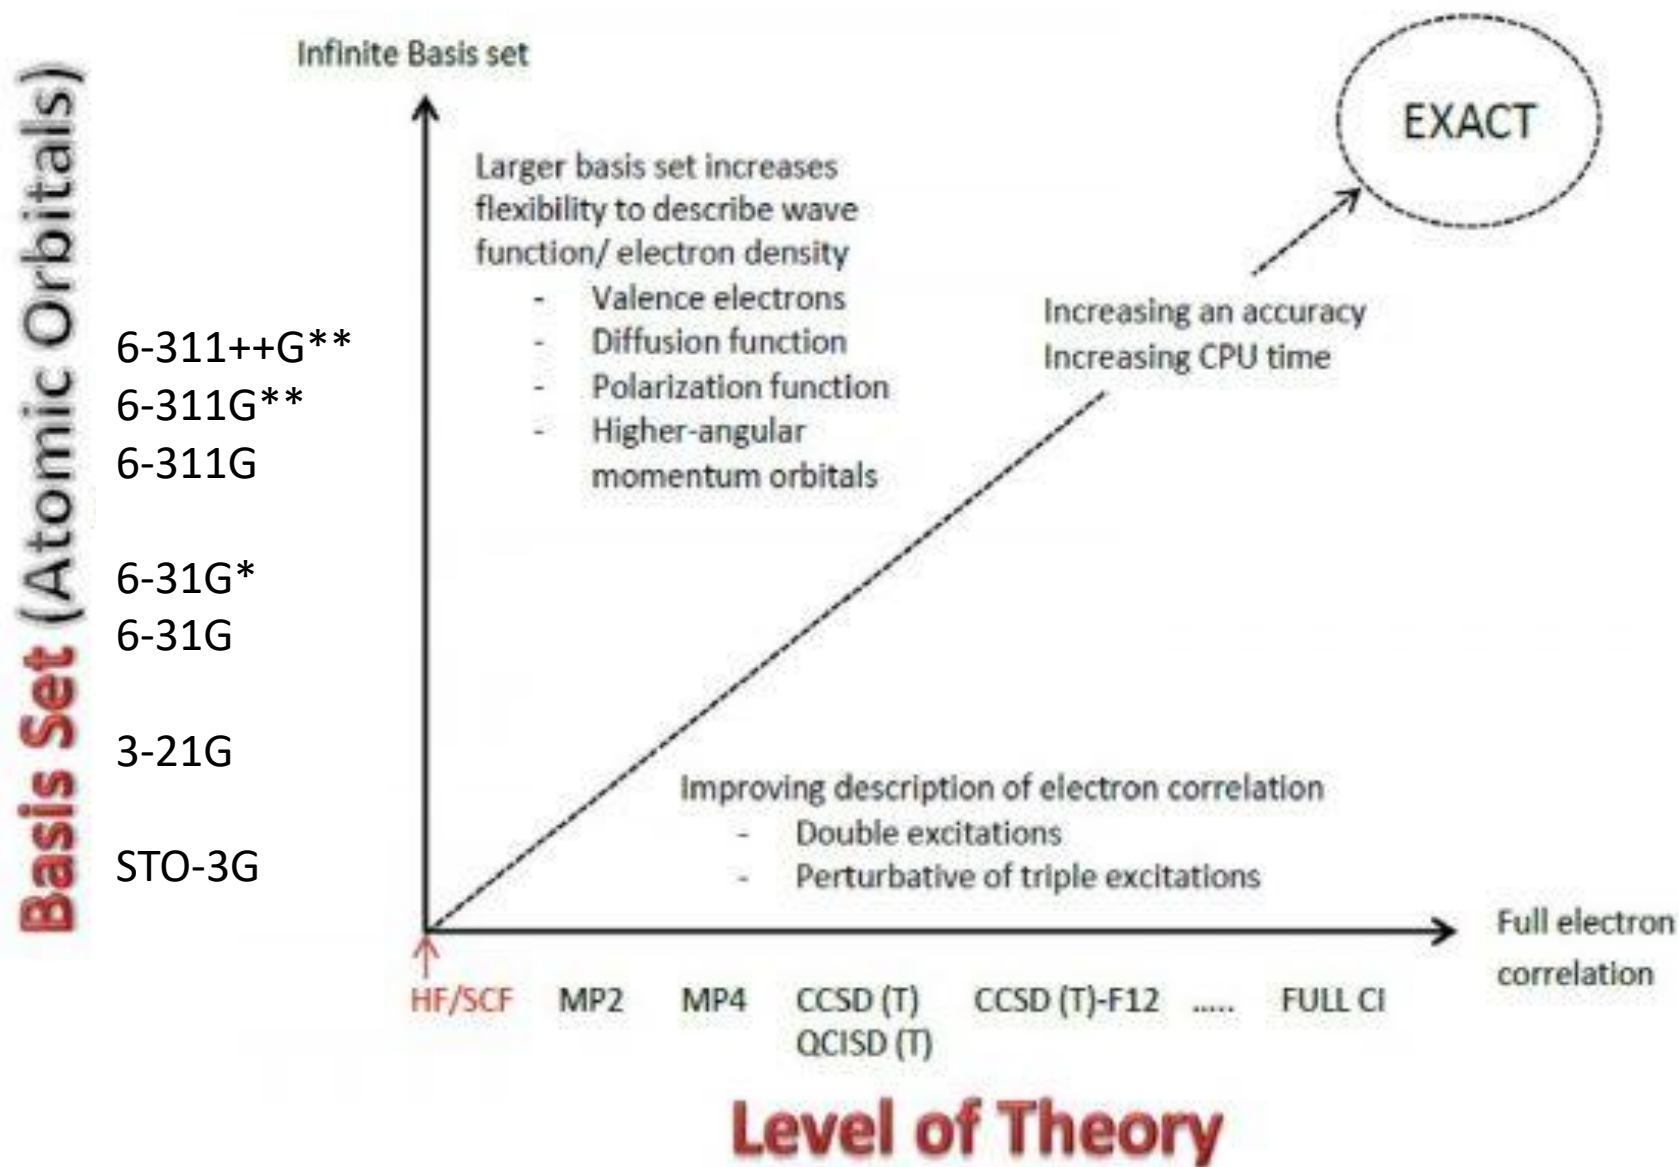 Basis Set (Atomic Orbitals)
Infinite Basis set
EXACT
Larger basis set increases
flexibility to describe wave
function/ electron density
- Valence electrons
- Diffusion function
- Polarization function
- Higher-angular
momentum orbitals
Increasing an accuracy
Increasing CPU time
6-311++G**
6-311G**
6-311G
6-31G*
6-31G
3-21G
STO-3G
Improving description of electron correlation
- Double excitations
- Perturbative of triple excitations
Full electron
correlation
HF/SCF MP2 MP4 CCSD (T) CCSD (T)-F12 ..... FULL CI
QCISD (T)
Level of Theory